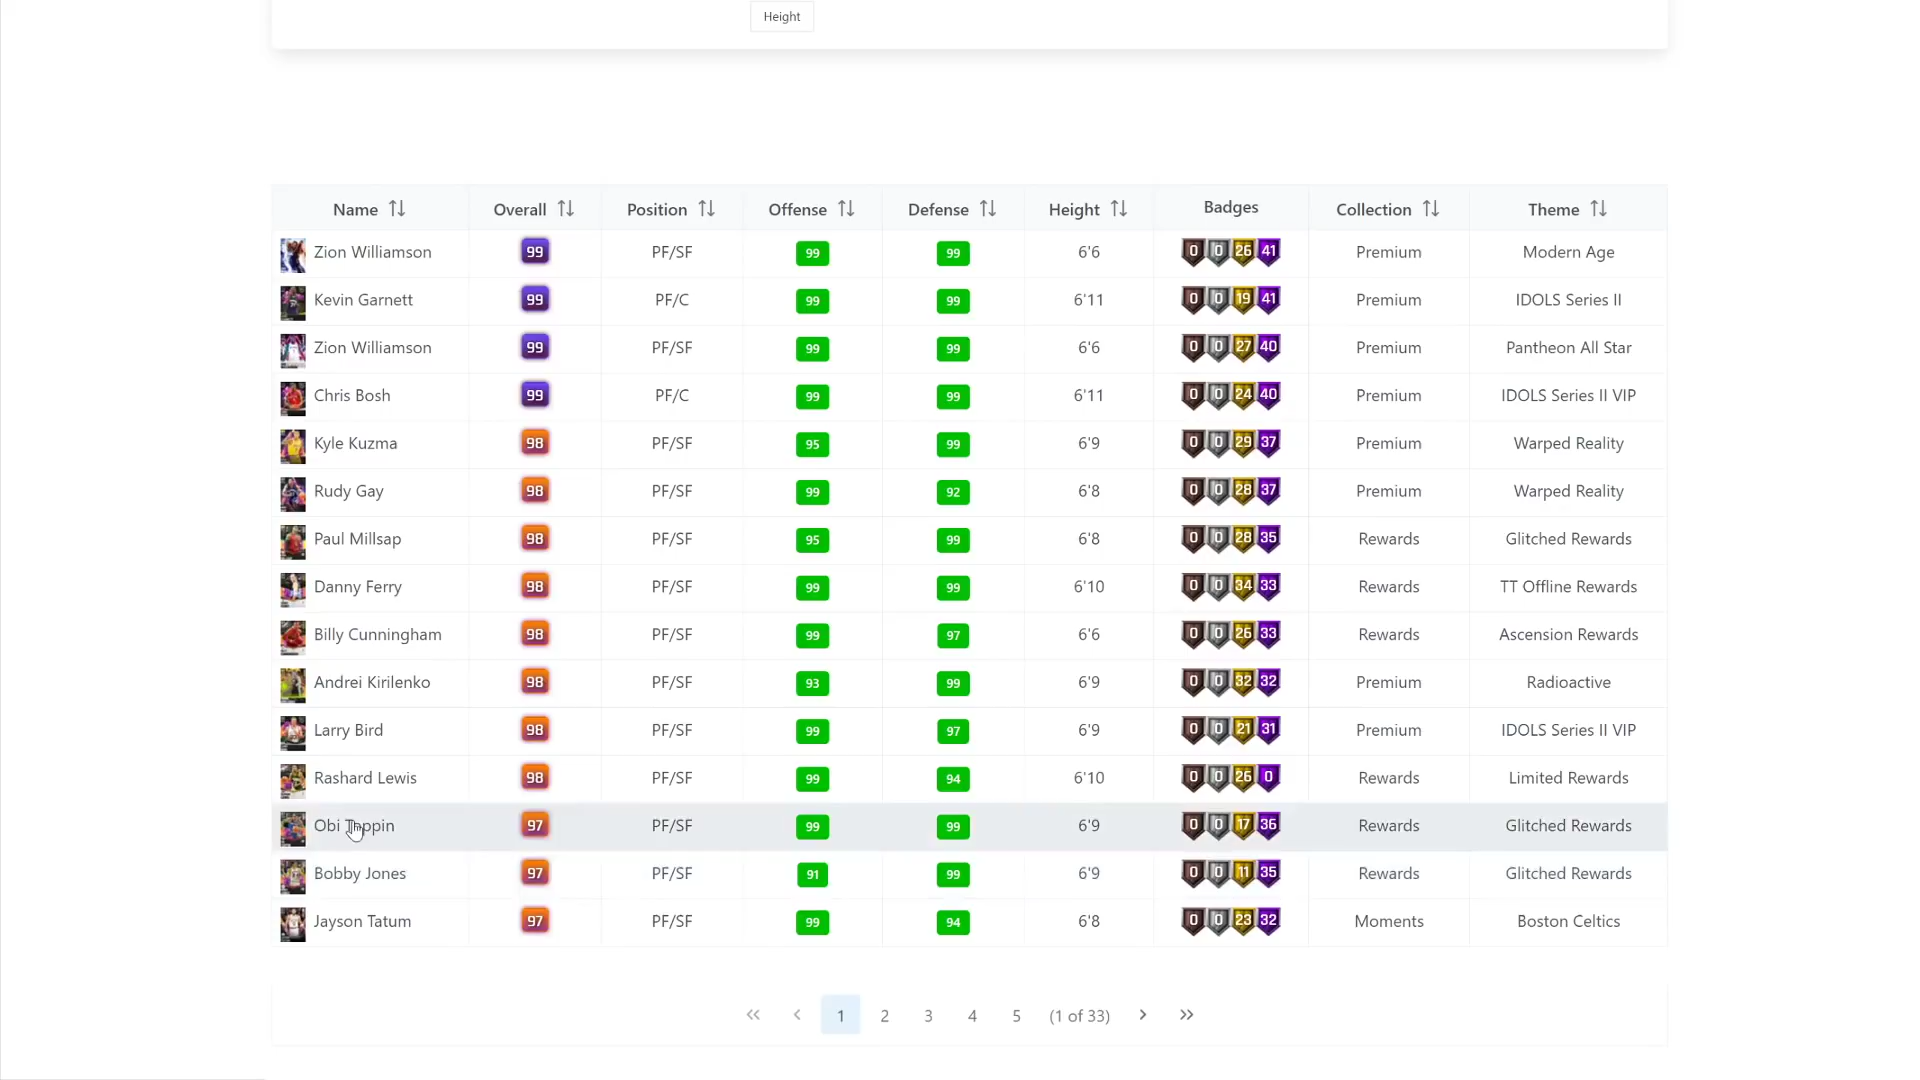 Height
Name Overall Position Offense Defense Height Badges Collection Theme
Zion Williamson 99 PF/SF 99 99 6'6 0 0 26 41 Premium Modern Age
Kevin Garnett 99 PF/C 99 99 6'11 0 0 19 41 Premium IDOLS Series II
Zion Williamson 99 PF/SF 99 99 6'6 0 0 27 40 Premium Pantheon All Star
Chris Bosh 99 PF/C 99 99 6'11 0 0 24 40 Premium IDOLS Series II VIP
Kyle Kuzma 98 PF/SF 95 99 6'9 0 0 29 37 Premium Warped Reality
Rudy Gay 98 PF/SF 99 92 6'8 0 0 28 37 Premium Warped Reality
Paul Millsap 98 PF/SF 95 99 6'8 0 0 28 35 Rewards Glitched Rewards
Danny Ferry 98 PF/SF 99 99 6'10 0 0 34 33 Rewards TT Offline Rewards
Billy Cunningham 98 PF/SF 99 97 6'6 0 0 26 33 Rewards Ascension Rewards
Andrei Kirilenko 98 PF/SF 93 99 6'9 0 0 32 32 Premium Radioactive
Larry Bird 98 PF/SF 99 97 6'9 0 0 21 31 Premium IDOLS Series II VIP
Rashard Lewis 98 PF/SF 99 94 6'10 0 0 26 0 Rewards Limited Rewards
Obi Toppin 97 PF/SF 99 99 6'9 0 0 17 36 Rewards Glitched Rewards
Bobby Jones 97 PF/SF 91 99 6'9 0 0 11 35 Rewards Glitched Rewards
Jayson Tatum 97 PF/SF 99 94 6'8 0 0 23 32 Moments Boston Celtics
1 2 3 4 5 (1 of 33)